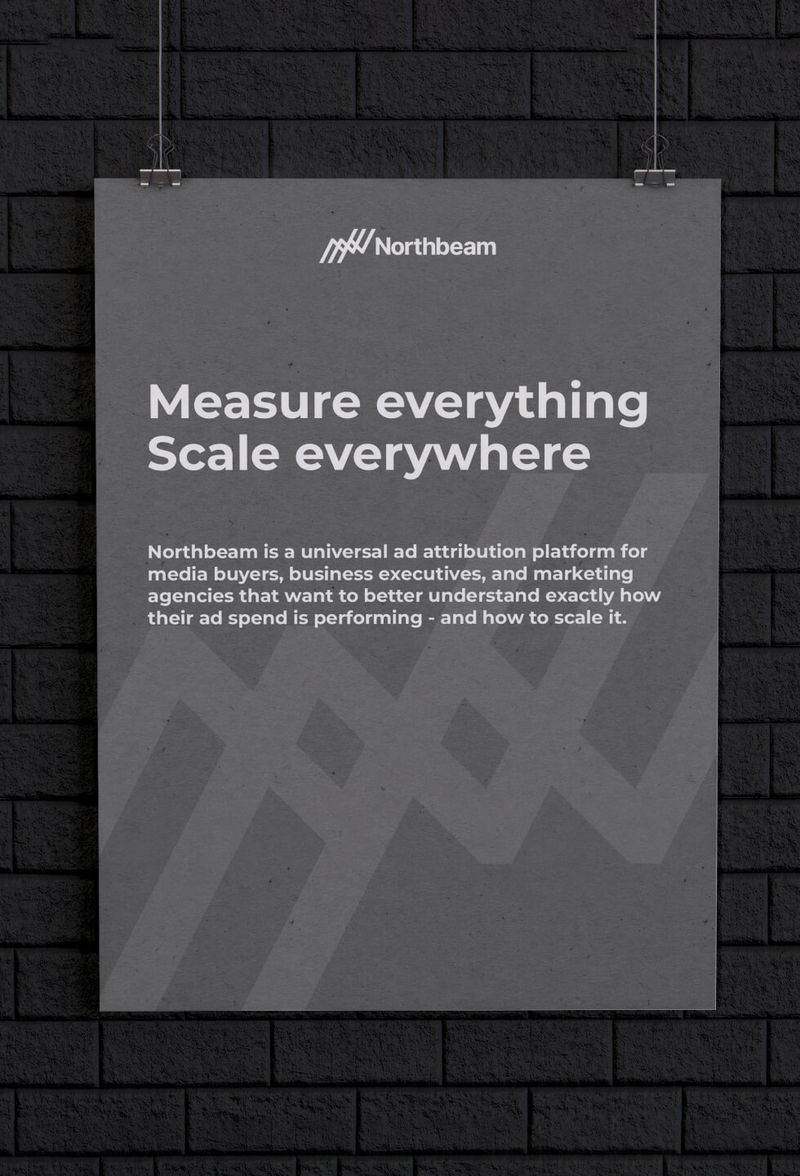 Northbeam
Measure everything
Scale everywhere
Northbeam is a universal ad attribution platform for
media buyers, business executives, and marketing
agencies that want to better understand exactly how
their ad spend is performing - and how to scale it.